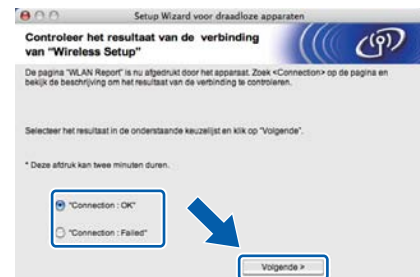 Setup Wizard voor draadloze apparaten
Controleer het resultaat van de verbinding
van "Wireless Setup"
De pagina "WLAN Report" is nu afgedrukt door het apparaat. Zoek <Connection> op de pagina en
bekijk de beschrijving om het resultaat van de verbinding te controleren.
Selecteer het resultaat in de onderstaande keuzelijst en klik op "Volgende".
* Deze afdruk kan twee minuten duren.
"Connection : OK"
"Connection : Failed"
Volgende >